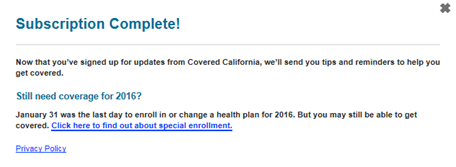 Subscription Complete!
Now that you've signed up for updates from Covered California, we'll send you tips and reminders to help you
get covered.
Still need coverage for 2016?
January 31 was the last day to enroll in or change a health plan for 2016. But you may still be able to get
covered. Click here to find out about special enrollment.
Privacy Policy